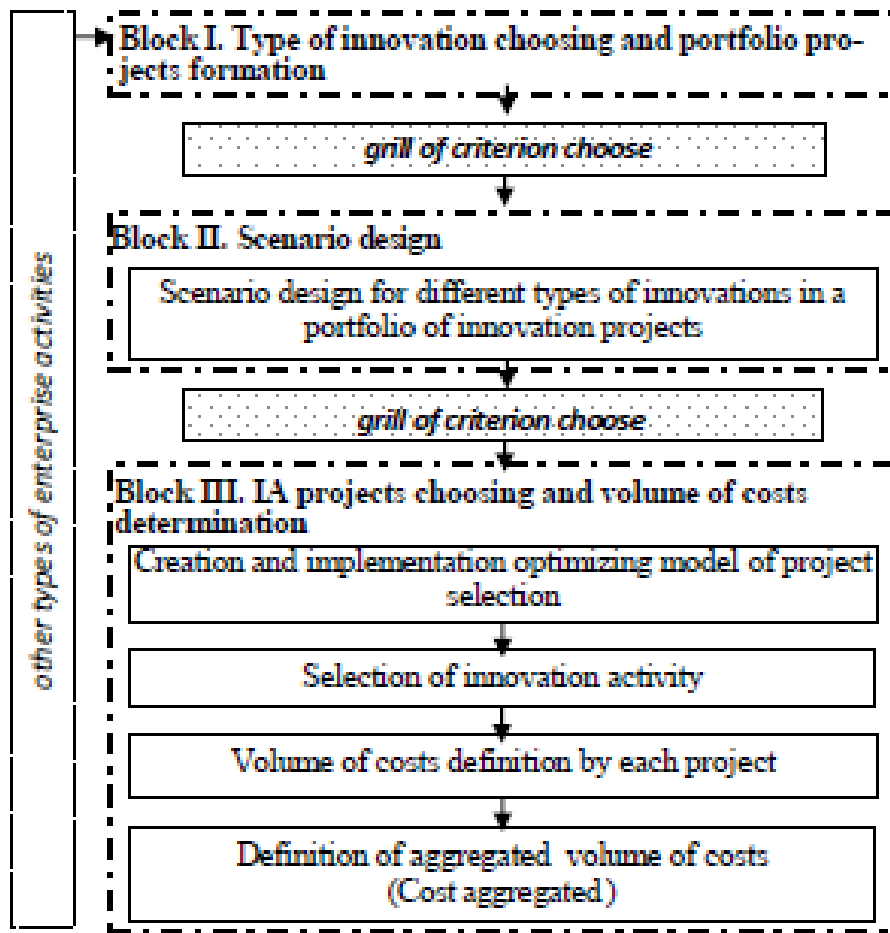 other types of enterprise activities
Block I. Type of innovation choosing and portfolio pro-
jects formation
grill of criterion choose
Block II. Scenario design
Scenario design for different types of innovations in a
portfolio of innovation projects
grill of criterion choose
Block III. IA projects choosing and volume of costs
determination
Creation and implementation optimizing model of project
selection
Selection of innovation activity
Volume of costs definition by each project
Definition of aggregated volume of costs
(Cost aggregated)